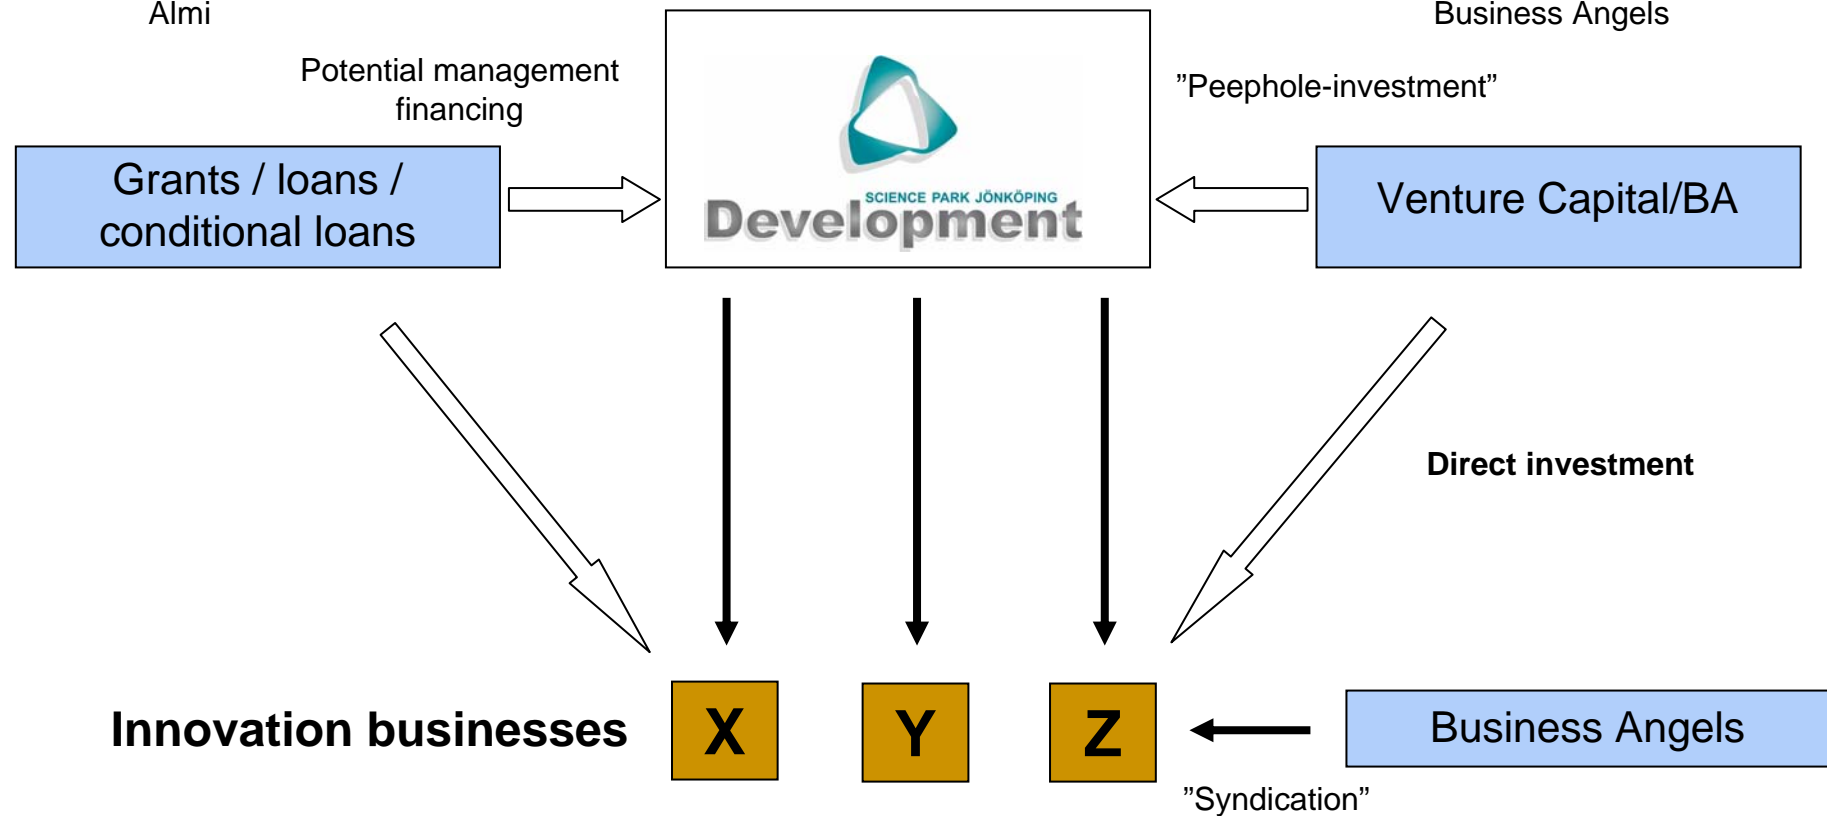 Almi
Business Angels
Potential management
financing
”Peephole-investment”
Grants / loans /
conditional loans
SCIENCE PARK JÖNKÖPING
Development
Venture Capital/BA
Direct investment
Innovation businesses
X
Y
Z
Business Angels
”Syndication”